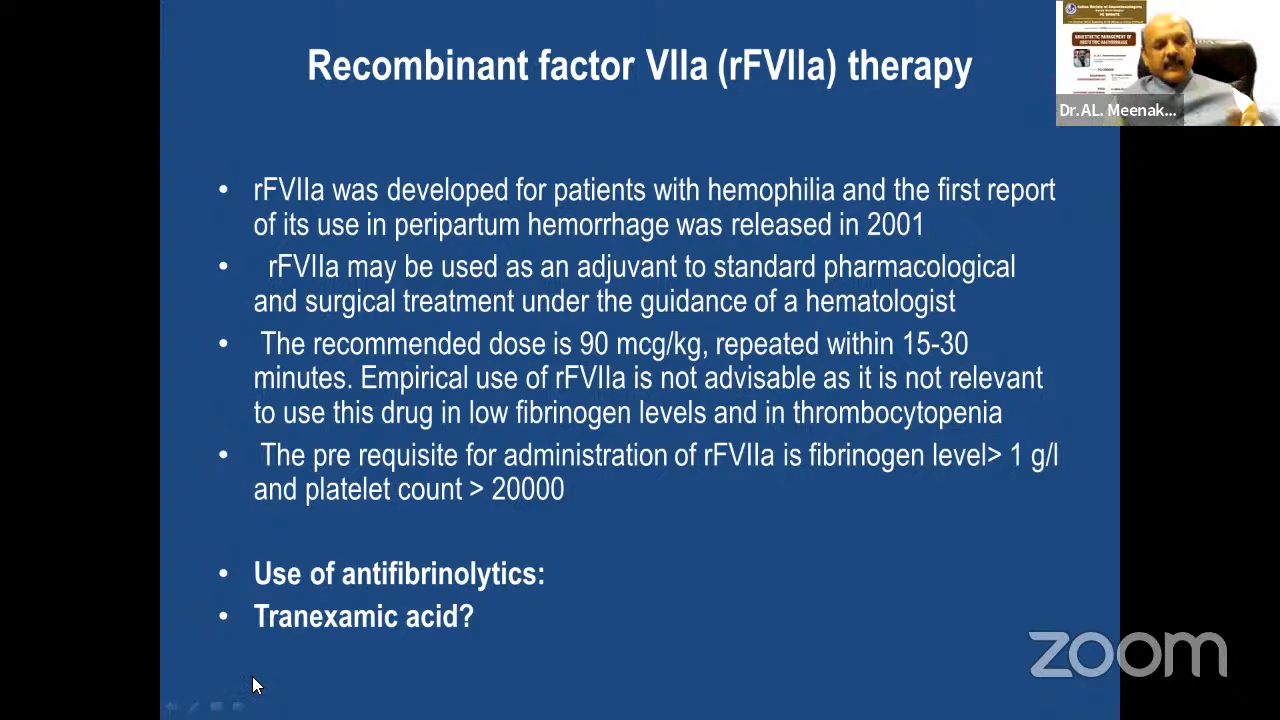 Recombinant factor VIIa (rFVIIa) therapy
• rFVIIa was developed for patients with hemophilia and the first report
of its use in peripartum hemorrhage was released in 2001
• rFVIIa may be used as an adjuvant to standard pharmacological
and surgical treatment under the guidance of a hematologist
• The recommended dose is 90 mcg/kg, repeated within 15-30
minutes. Empirical use of rFVIIa is not advisable as it is not relevant
to use this drug in low fibrinogen levels and in thrombocytopenia
• The pre requisite for administration of rFVIIa is fibrinogen level> 1 g/l
and platelet count > 20000
• Use of antifibrinolytics:
• Tranexamic acid?
ANAESTHETIC MANAGEMENT OF
OBSTETRIC HAEMORRHAGE
Dr.AL. Meenak...
zoom